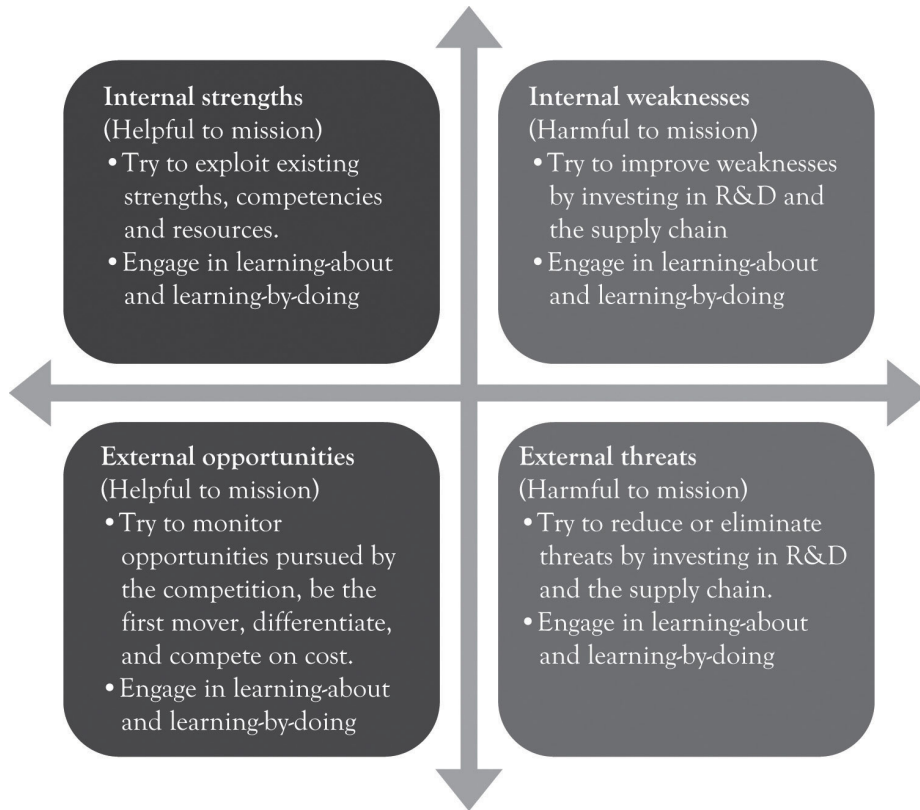 Internal strengths
(Helpful to mission)
• Try to exploit existing
strengths, competencies
and resources.
• Engage in learning-about
and learning-by-doing
Internal weaknesses
(Harmful to mission)
• Try to improve weaknesses
by investing in R&D and
the supply chain
• Engage in learning-about
and learning-by-doing
External opportunities
(Helpful to mission)
• Try to monitor
opportunities pursued by
the competition, be the
first mover, differentiate,
and compete on cost.
• Engage in learning-about
and learning-by-doing
External threats
(Harmful to mission)
• Try to reduce or eliminate
threats by investing in R&D
and the supply chain.
• Engage in learning-about
and learning-by-doing